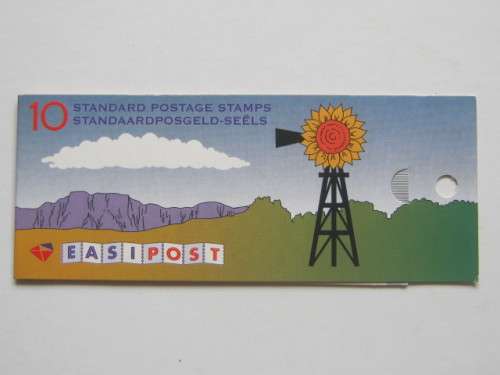 10 STANDARD POSTAGE STAMPS
STANDAARDPOSGELD-SEËLS
EASIPOST